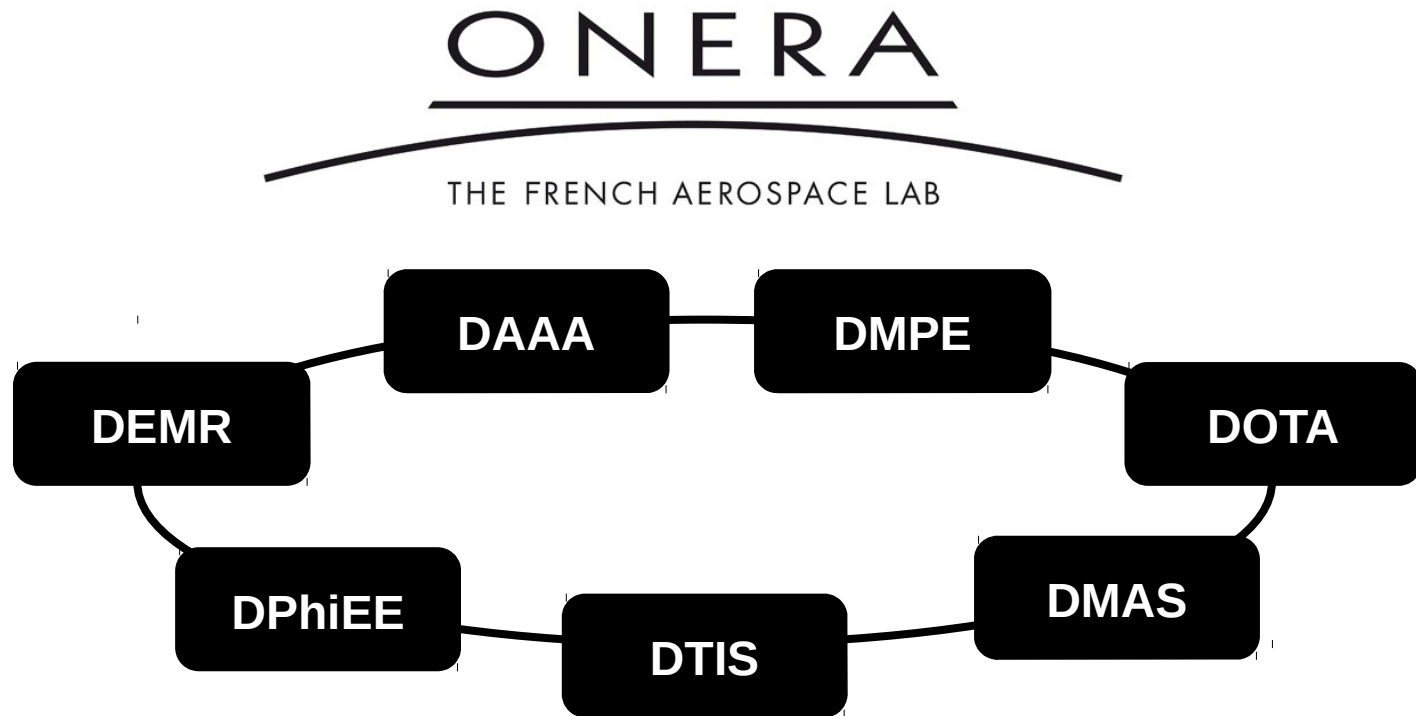 ONERA
THE FRENCH AEROSPACE LAB
DAAA
DMPE
DEMR
DOTA
DPhiEE
DTIS
DMAS